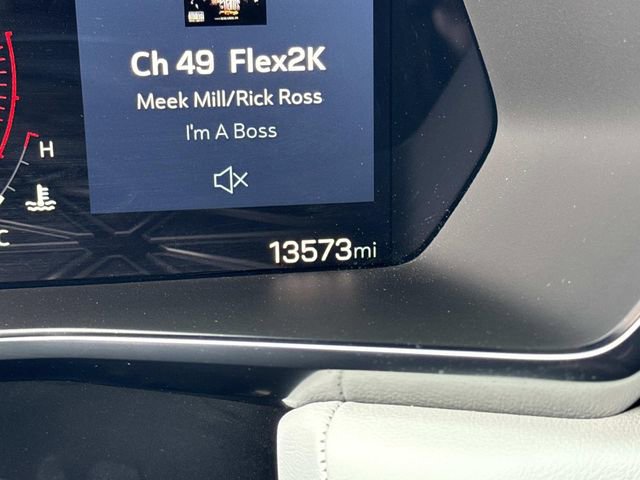 Ch 49 Flex2K
Meek Mill/Rick Ross
I'm A Boss
H
C
13573mi